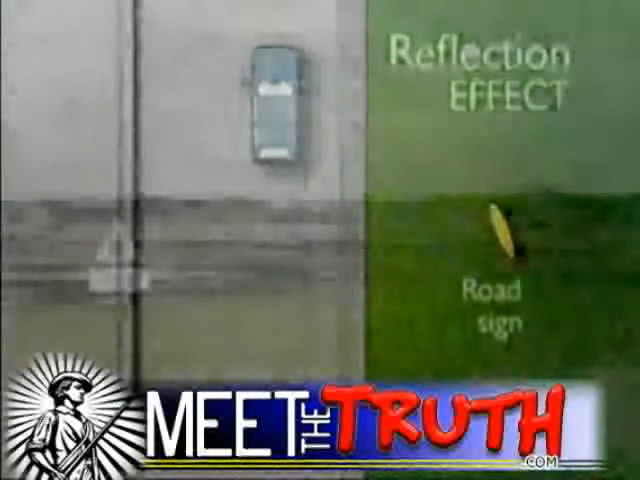 Reflection
EFFECT
Road
sign
MEET THE TRUTH
.COM